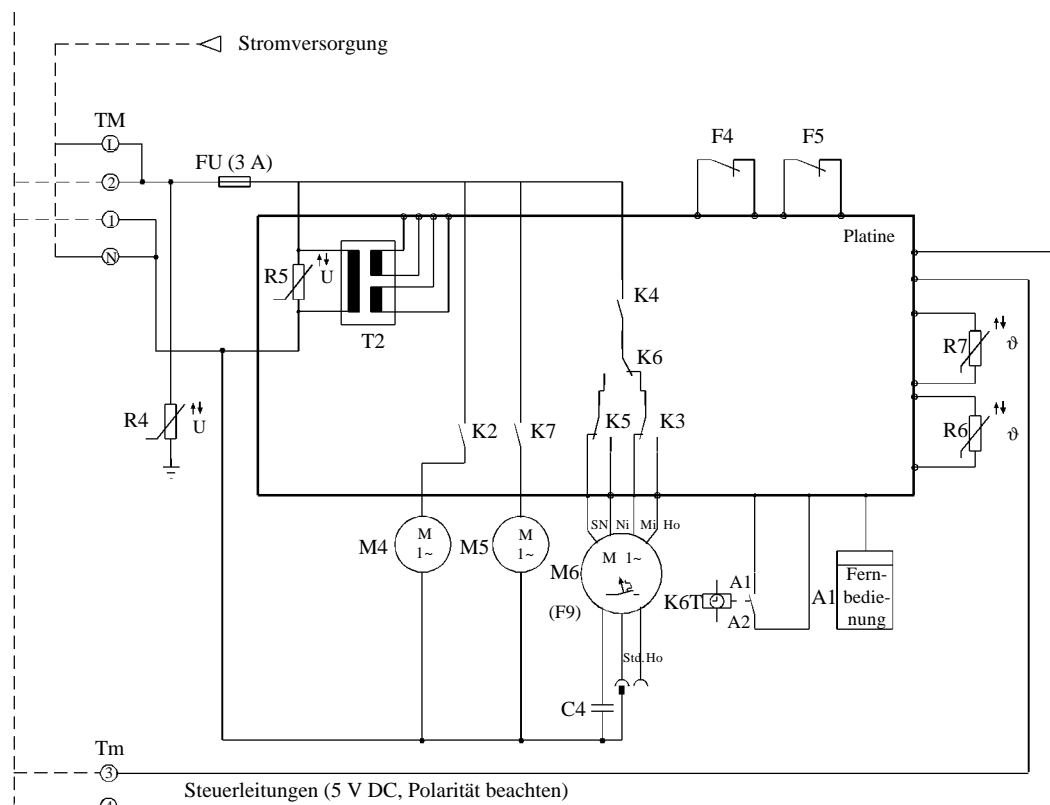 Stromversorgung
TM
L
FU (3 A)
F4
F5
2
1
Platine
N
R5
U
T2
K4
K6
R7
ϑ
R4
U
K2
K7
K5
K3
R6
ϑ
SN
Ni
Mi
Ho
M4
M
1~
M5
M
1~
M6
M 1~
(F9)
K6T
A1
A2
A1
Fern-
bedie-
nung
Std.
Ho
C4
Tm
3
Steuerleitungen (5 V DC, Polarität beachten)
4